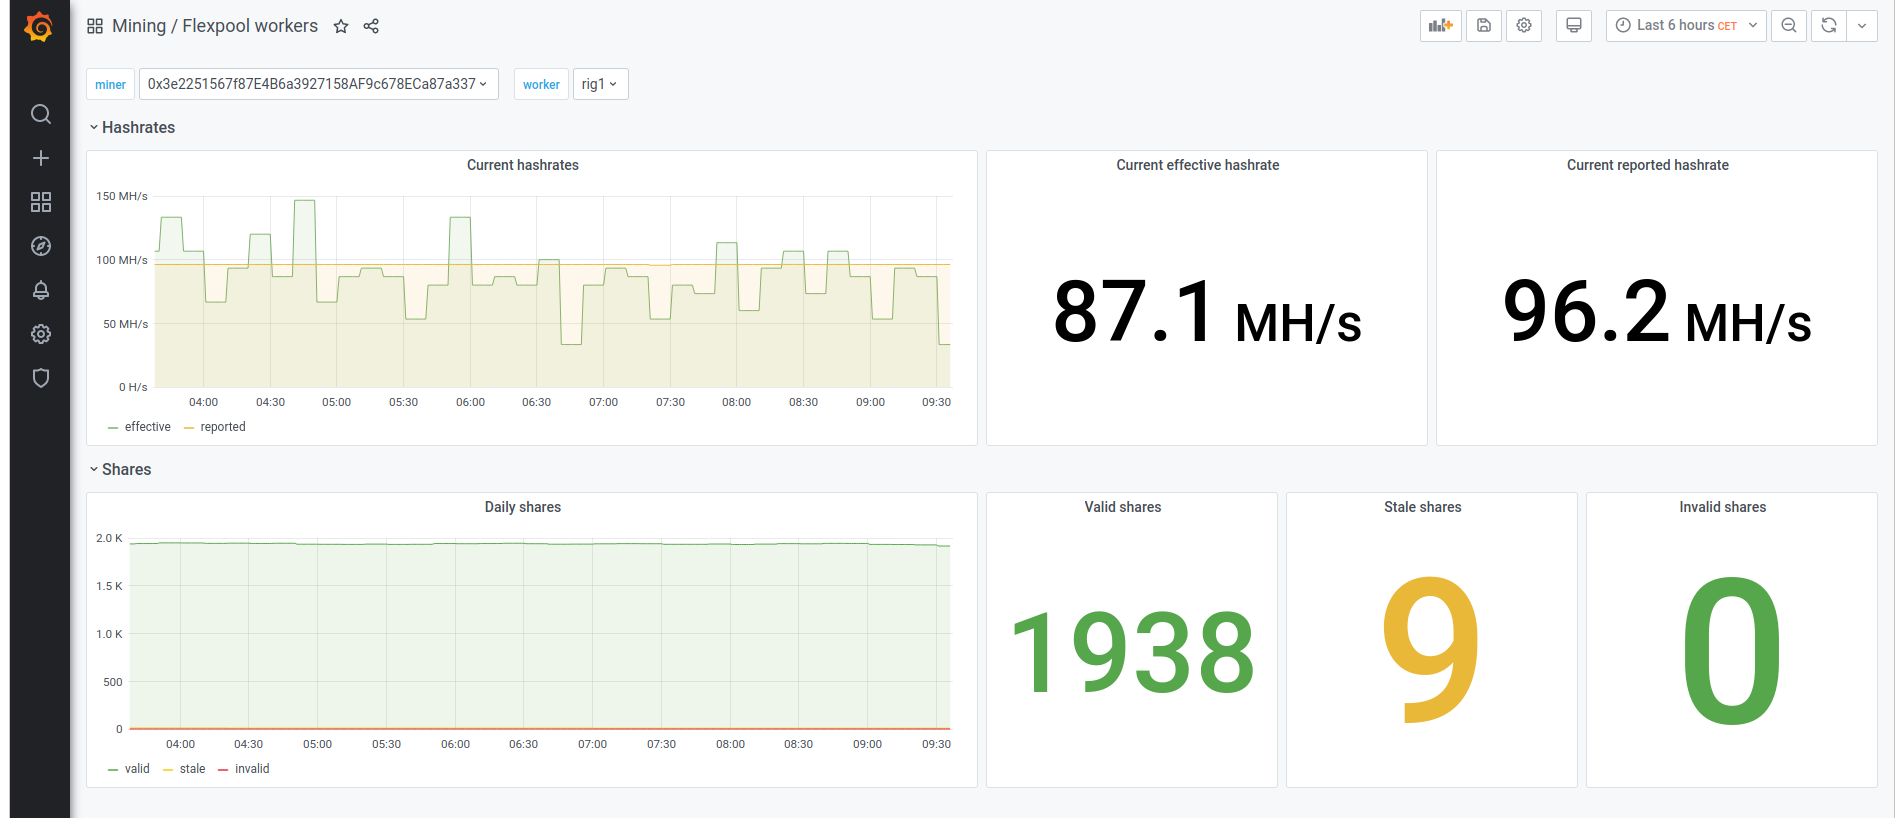 Mining / Flexpool workers
Last 6 hours CET
miner 0x3e2251567f87E4B6a3927158AF9c678ECa87a337 worker rig1
Hashrates
Current hashrates
150 MH/s
100 MH/s
50 MH/s
0 H/s
04:00 04:30 05:00 05:30 06:00 06:30 07:00 07:30 08:00 08:30 09:00 09:30
effective reported
Current effective hashrate
87.1 MH/s
Current reported hashrate
96.2 MH/s
Shares
Daily shares
2.0 K
1.5 K
1.0 K
500
0
04:00 04:30 05:00 05:30 06:00 06:30 07:00 07:30 08:00 08:30 09:00 09:30
valid stale invalid
Valid shares
1938
Stale shares
9
Invalid shares
0